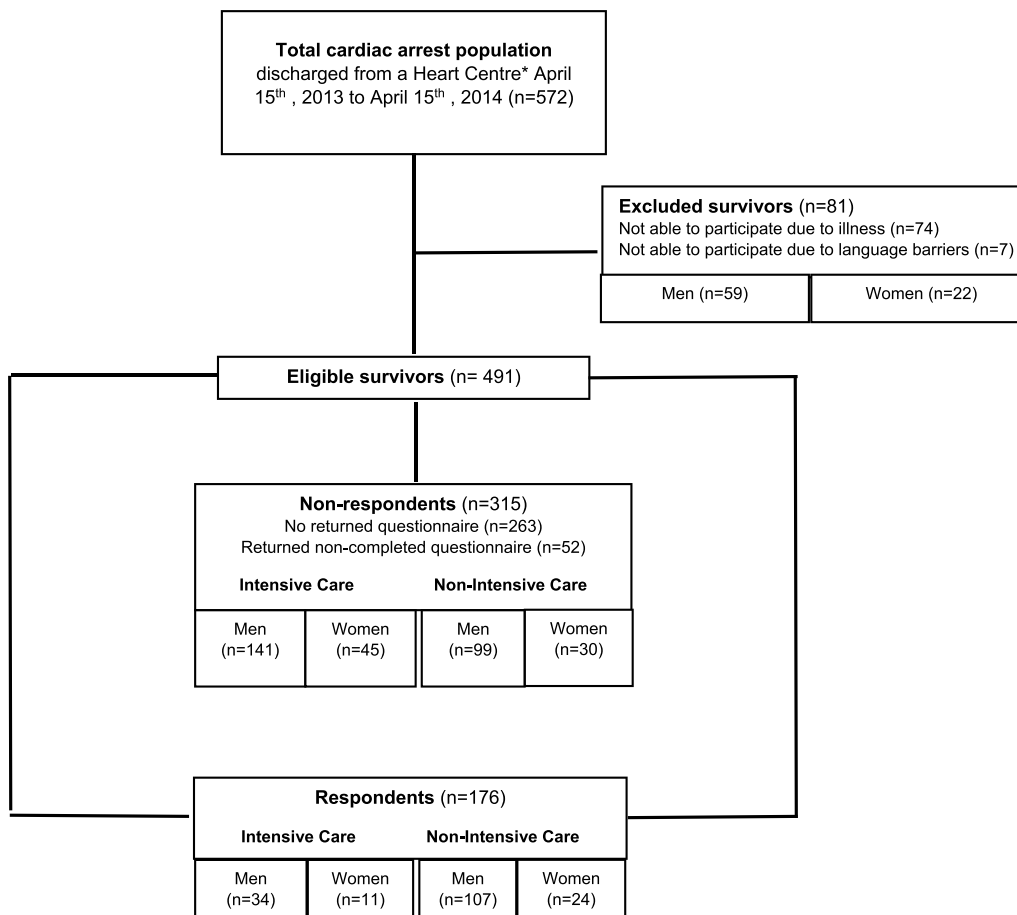 Total cardiac arrest population
discharged from a Heart Centre* April
15th , 2013 to April 15th , 2014 (n=572)
Excluded survivors (n=81)
Not able to participate due to illness (n=74)
Not able to participate due to language barriers (n=7)
Men (n=59) Women (n=22)
Eligible survivors (n= 491)
Non-respondents (n=315)
No returned questionnaire (n=263)
Returned non-completed questionnaire (n=52)
Intensive Care Non-Intensive Care
Men Women Men Women
(n=141) (n=45) (n=99) (n=30)
Respondents (n=176)
Intensive Care Non-Intensive Care
Men Women Men Women
(n=34) (n=11) (n=107) (n=24)